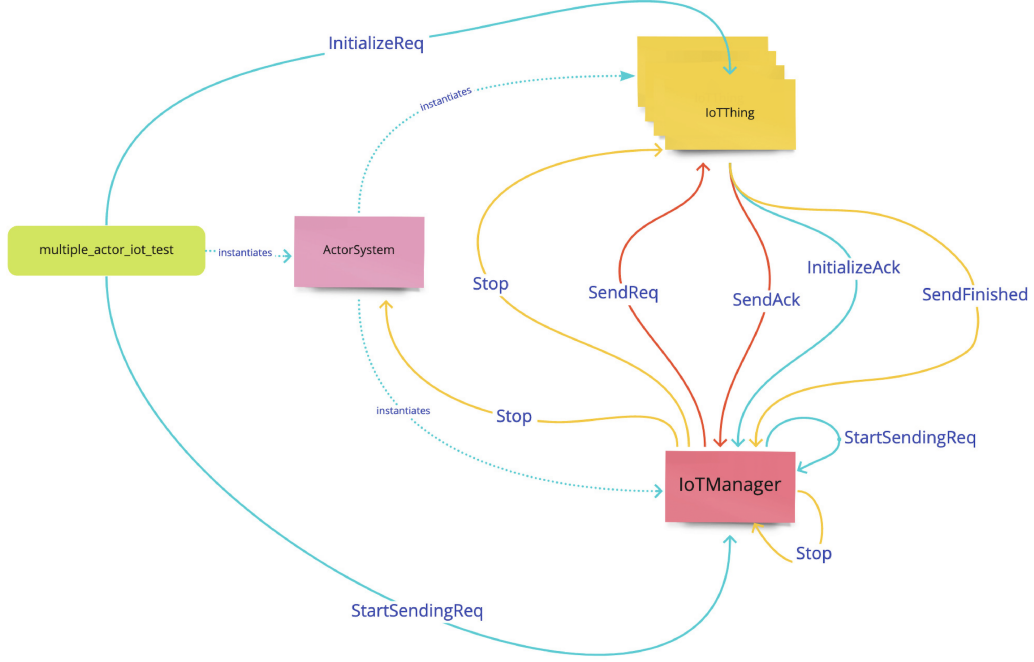 InitializeReq
instantiates
IoTThing
multiple_actor_iot_test
instantiates
ActorSystem
Stop
SendReq
SendAck
InitializeAck
SendFinished
instantiates
Stop
StartSendingReq
IoTManager
Stop
StartSendingReq